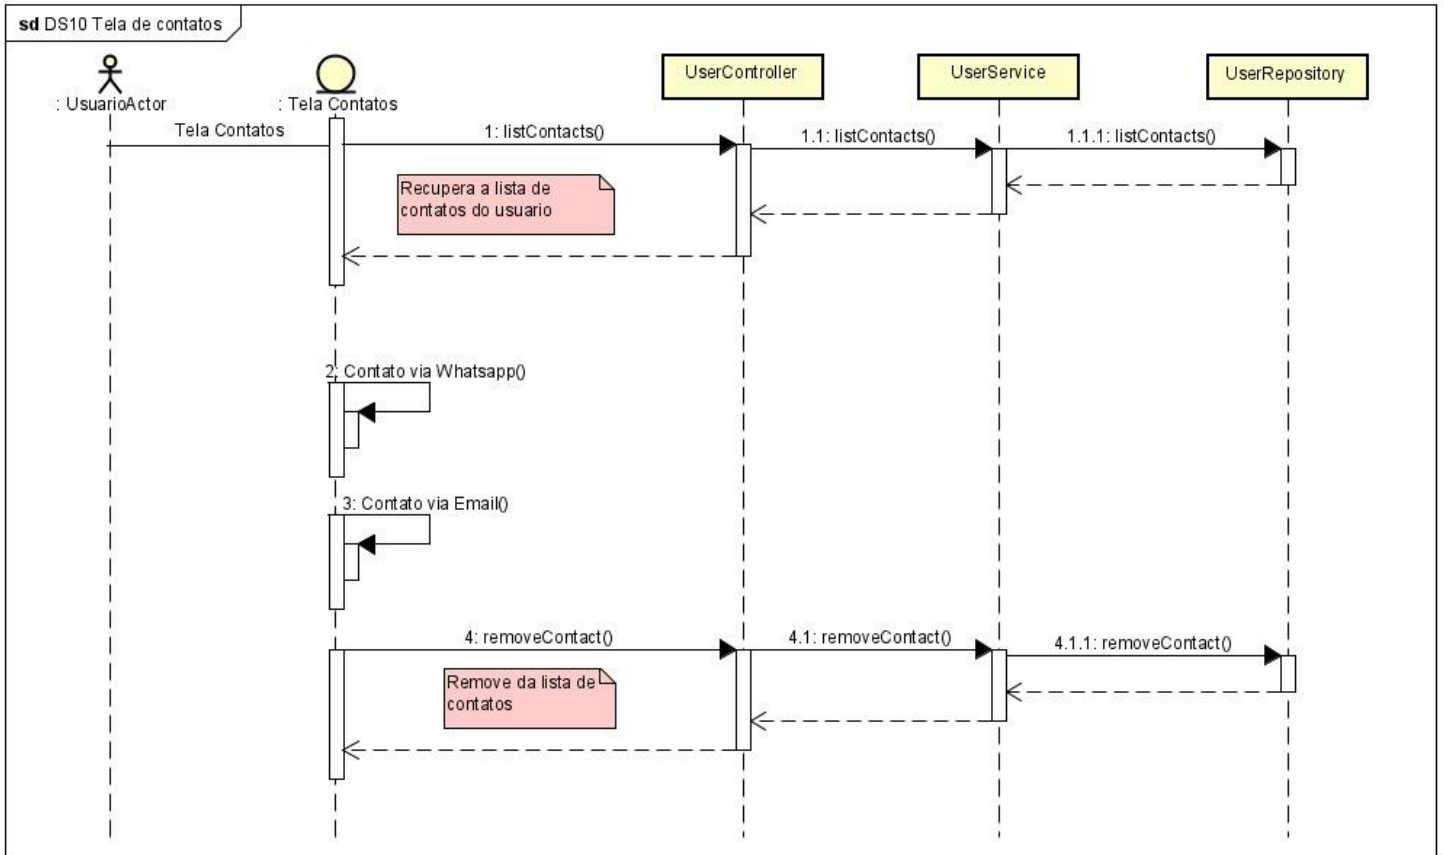 sd DS10 Tela de contatos
: UsuarioActor
: Tela Contatos
UserController
UserService
UserRepository
Tela Contatos
1: listContacts()
1.1: listContacts()
1.1.1: listContacts()
Recupera a lista de
contatos do usuario
2: Contato via Whatsapp()
3: Contato via Email()
4: removeContact()
4.1: removeContact()
4.1.1: removeContact()
Remove da lista de
contatos